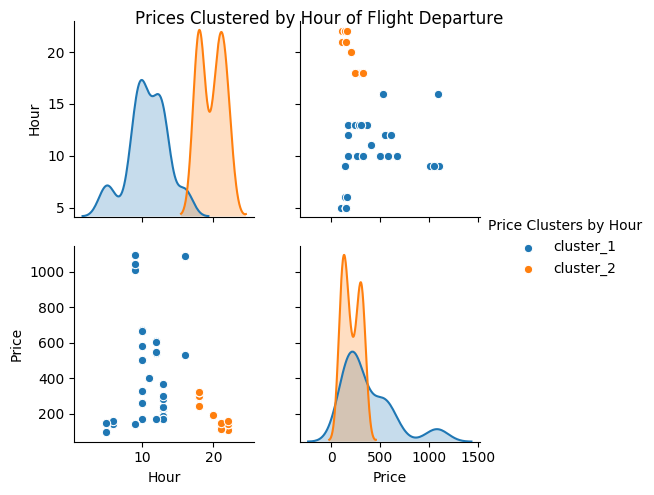 Prices Clustered by Hour of Flight Departure
20
15
10
5
Hour
Price Clusters by Hour
cluster_1
cluster_2
1000
800
600
400
200
Price
10
20
Hour
0
500
1000
1500
Price